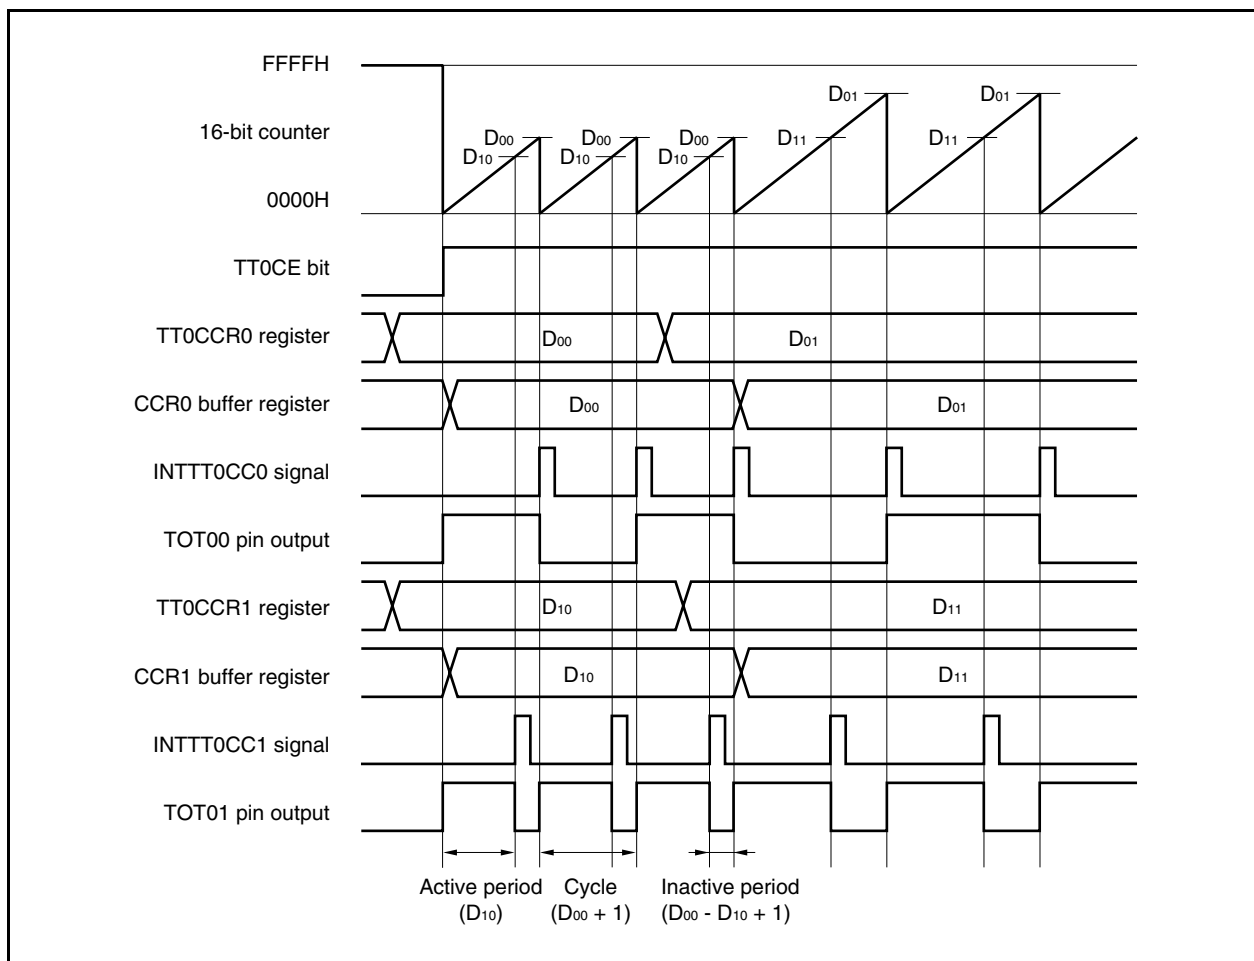 FFFFH
D01 D01
16-bit counter D00 D00 D00 D11 D11
D10 D10 D10
0000H
TT0CE bit
TT0CCR0 register D00 D01
CCR0 buffer register D00 D01
INTTT0CC0 signal
TOT00 pin output
TT0CCR1 register D10 D11
CCR1 buffer register D10 D11
INTTT0CC1 signal
TOT01 pin output
Active period Cycle Inactive period
(D10) (D00 + 1) (D00 - D10 + 1)